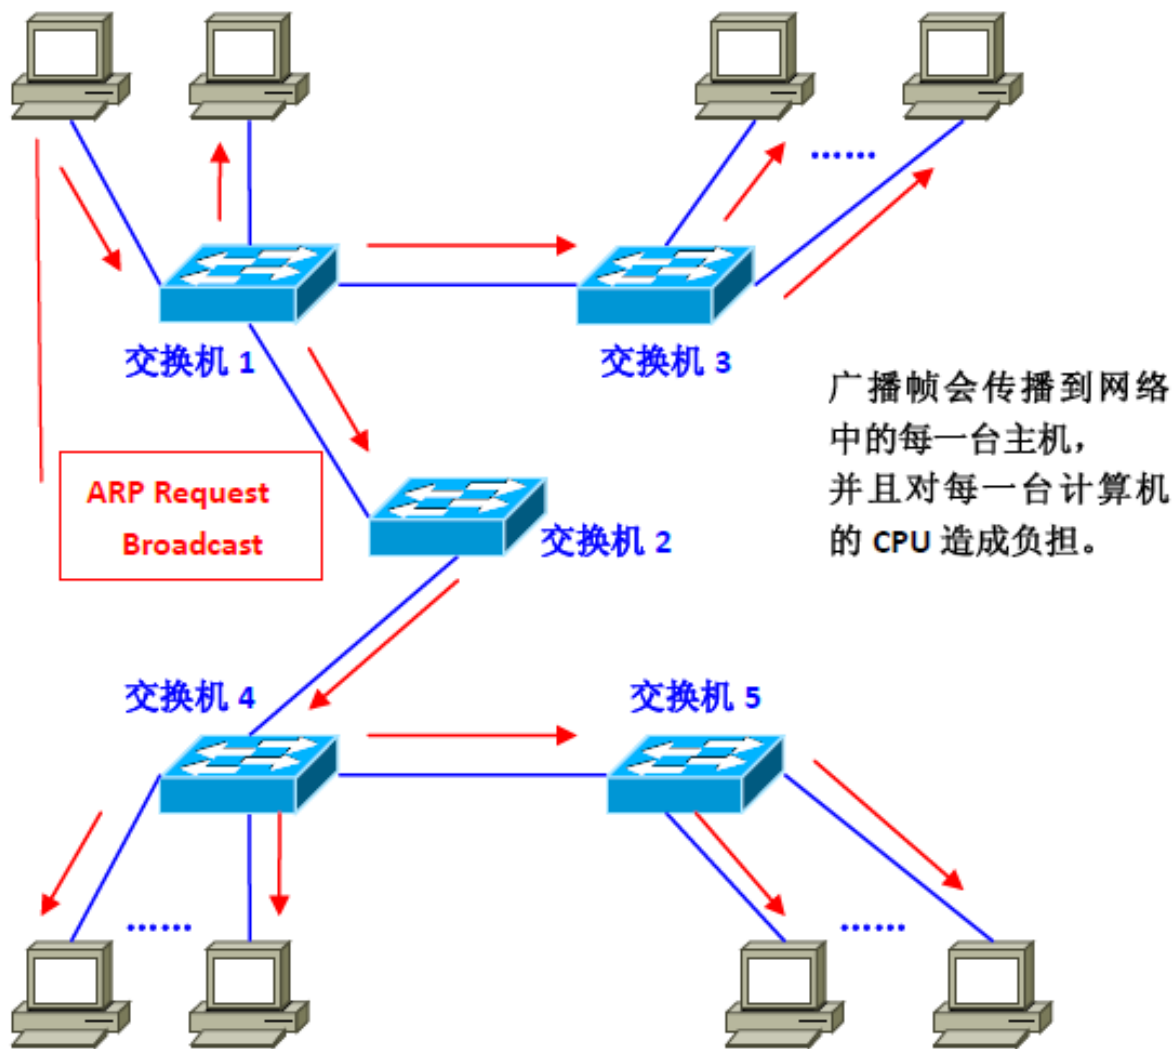 交换机 1
交换机 3
广播帧会传播到网络
中的每一台主机,
并且对每一台计算机
的 CPU 造成负担。
ARP Request
Broadcast
交换机 2
交换机 4
交换机 5